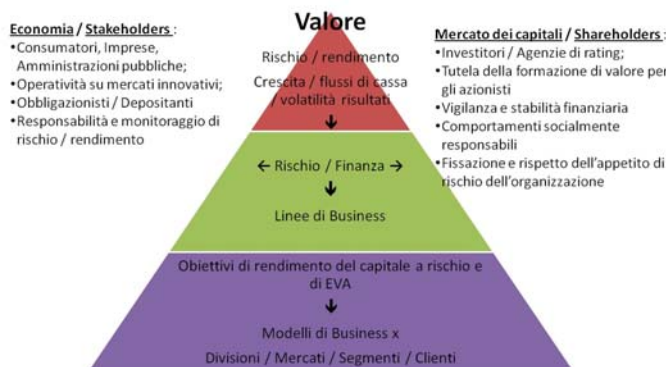 Economia / Stakeholders :
•Consumatori, Imprese,
Amministrazioni pubbliche;
•Operatività su mercati innovativi;
•Obbligazionisti / Depositanti
•Responsabilità e monitoraggio di
rischio / rendimento
Valore
Rischio / rendimento
Crescita / flussi di cassa
/ volatilità risultati
↓
Mercato dei capitali / Shareholders :
•Investitori / Agenzie di rating;
•Tutela della formazione di valore per
gli azionisti
•Vigilanza e stabilità finanziaria
•Comportamenti socialmente
responsabili
•Fissazione e rispetto dell'appetito di
rischio dell'organizzazione
← Rischio / Finanza →
↓
Linee di Business
Obiettivi di rendimento del capitale a rischio e
di EVA
↓
Modelli di Business x
Divisioni / Mercati / Segmenti / Clienti